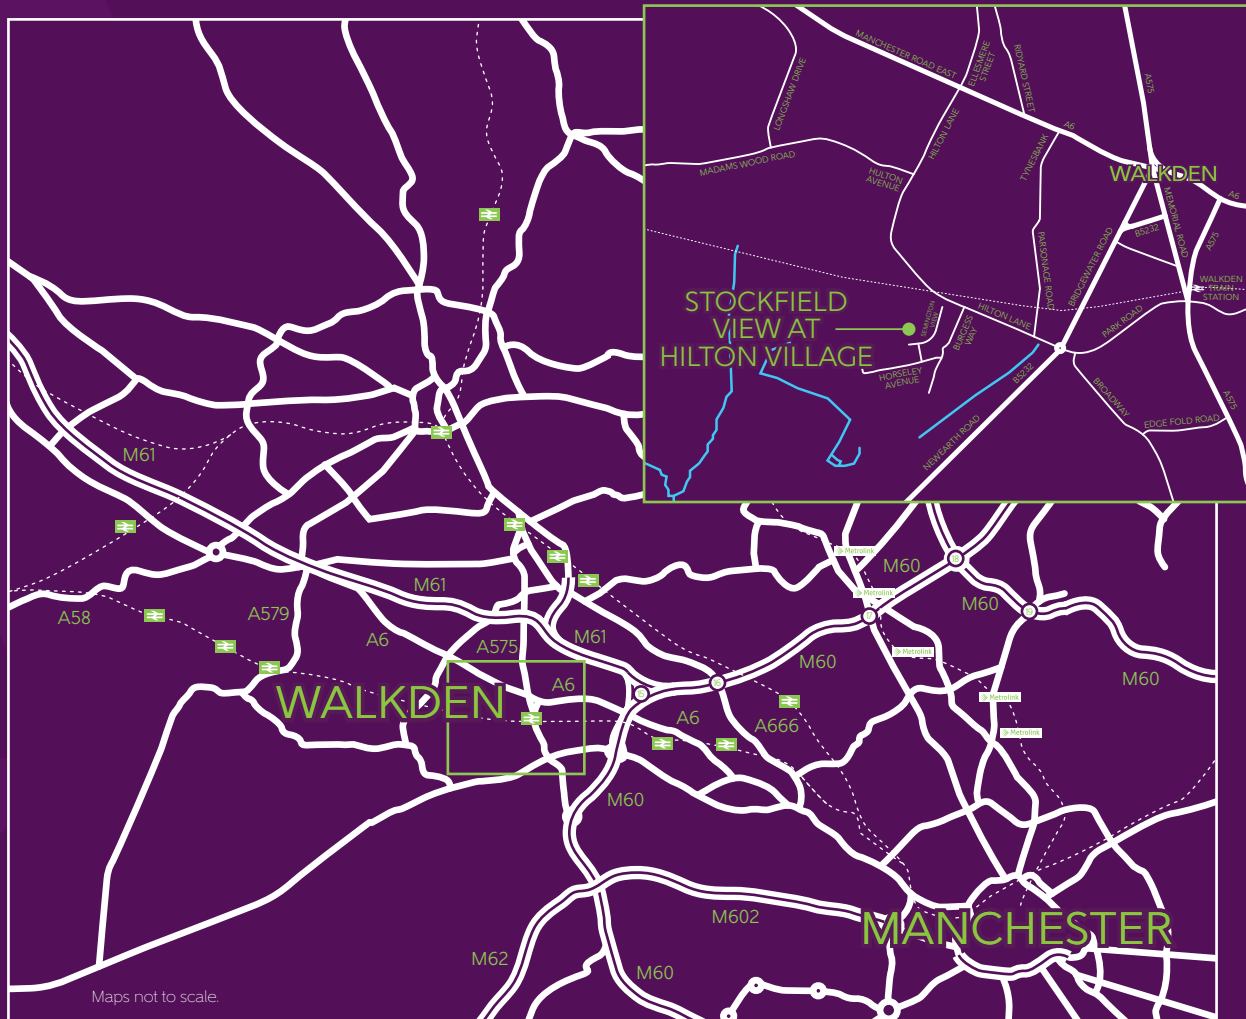 MANCHESTER ROAD EAST
ELLESMERE
STREET
RIDYARD STREET
A575
LONGSHAW DRIVE
HILTON LANE
A6
TYNESBANK
MADAMS WOOD ROAD
HULTON
AVENUE
WALKDEN
A6
MEMORIAL ROAD
B5232
A575
PARSONAGE ROAD
BRIDGEWATER ROAD
WALKDEN
TRAIN
STATION
STOCKFIELD
VIEW AT
HILTON VILLAGE
HILTON LANE
BURGESS
WAY
PARK ROAD
HORSELEY
AVENUE
B5232
BROADWAY
A575
EDGE FOLD ROAD
NEWEARTH ROAD
M61
M61
A58
A579
A6
A575
M61
A6
WALKDEN
M60
Metrolink
M60
Metrolink
M60
M60
Metrolink
M60
Metrolink
Metrolink
A6
A666
M60
M602
MANCHESTER
M62
M60
Maps not to scale.